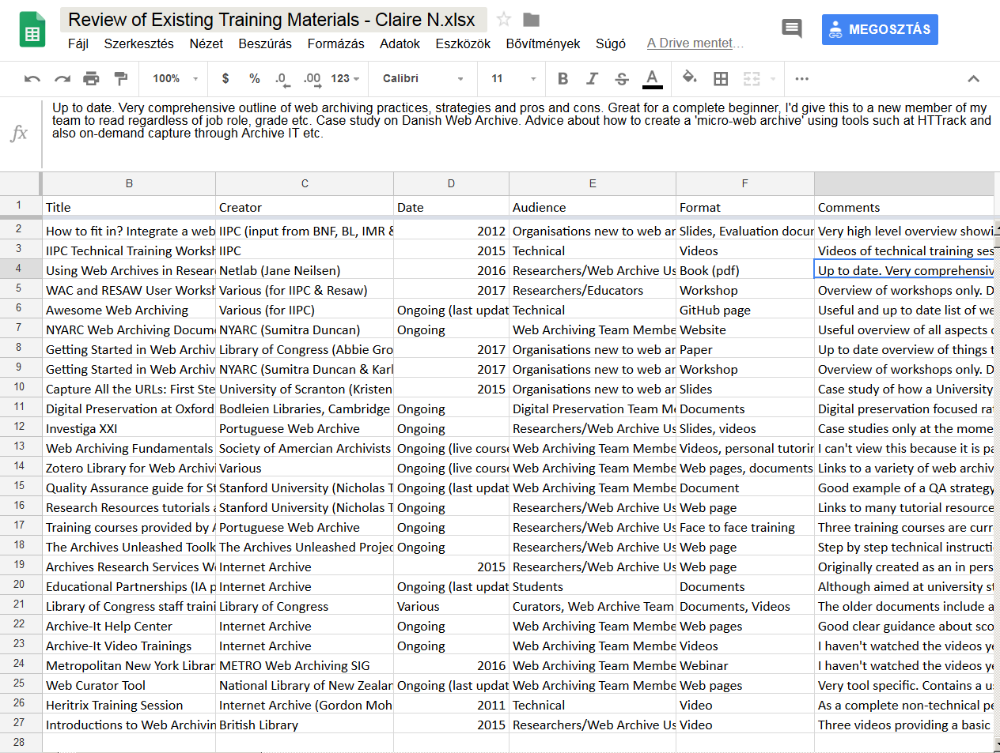 Review of Existing Training Materials - Claire N.xlsx
Fájl Szerkesztés Nézet Beszúrás Formázás Adatok Eszközök Bővítmények Súgó A Drive mentet…
MEGOSZTÁS
100% $ % .0 .00 123 Calibri 11 B I S A
fx
Up to date. Very comprehensive outline of web archiving practices, strategies and pros and cons. Great for a complete beginner, I'd give this to a new member of my
team to read regardless of job role, grade etc. Case study on Danish Web Archive. Advice about how to create a 'micro-web archive' using tools such at HTTrack and
also on-demand capture through Archive IT etc.
B C D E F
1 Title Creator Date Audience Format Comments
2 How to fit in? Integrate a web IIPC (input from BNF, BL, IMR & 2012 Organisations new to web ar Slides, Evaluation docur Very high level overview showi
3 IIPC Technical Training Worksh IIPC 2015 Technical Videos Videos of technical training ses
4 Using Web Archives in Resear Netlab (Jane Neilsen) 2016 Researchers/Web Archive Us Book (pdf) Up to date. Very comprehensiv
5 WAC and RESAW User Worksh Various (for IIPC & Resaw) 2017 Researchers/Educators Workshop Overview of workshops only. D
6 Awesome Web Archiving Various (for IIPC) Ongoing (last updat Technical GitHub page Useful and up to date list of we
7 NYARC Web Archiving Docum NYARC (Sumitra Duncan) Ongoing Web Archiving Team Membe Website Useful overview of all aspects o
8 Getting Started in Web Archiv Library of Congress (Abbie Gro 2017 Organisations new to web ar Paper Up to date overview of things t
9 Getting Started in Web Archiv NYARC (Sumitra Duncan & Karl 2017 Organisations new to web ar Workshop Overview of workshops only. D
10 Capture All the URLs: First Ste University of Scranton (Kristen 2015 Organisations new to web ar Slides Case study of how a University
11 Digital Preservation at Oxford Bodleien Libraries, Cambridge Ongoing Digital Preservation Team Me Documents Digital preservation focused rat
12 Investiga XXI Portuguese Web Archive Ongoing Researchers/Web Archive Us Slides, videos Case studies only at the mome
13 Web Archiving Fundamentals Society of Amercian Archivists Ongoing (live course Web Archiving Team Membe Videos, personal tutorin I can't view this because it is pa
14 Zotero Library for Web Archivi Various Ongoing (live course Web Archiving Team Membe Web pages, documents Links to a variety of web archiv
15 Quality Assurance guide for St Stanford University (Nicholas T Ongoing (last updat Web Archiving Team Membe Document Good example of a QA strategy
16 Research Resources tutorials a Stanford University (Nicholas T Ongoing Researchers/Web Archive Us Web page Links to many tutorial resource
17 Training courses provided by A Portuguese Web Archive Ongoing Researchers/Web Archive Us Face to face training Three training courses are curr
18 The Archives Unleashed Toolk The Archives Unleashed Projec Ongoing Researchers/Web Archive Us Web page Step by step technical instructi
19 Archives Research Services Wo Internet Archive 2015 Researchers/Web Archive Us Web page Originally created as an in pers
20 Educational Partnerships (IA p Internet Archive Ongoing (last updat Students Documents Although aimed at university st
21 Library of Congress staff traini Library of Congress Various Curators, Web Archive Team Documents, Videos The older documents include a
22 Archive-It Help Center Internet Archive Ongoing Web Archiving Team Membe Web pages Good clear guidance about sco
23 Archive-It Video Trainings Internet Archive Ongoing Web Archiving Team Membe Videos I haven't watched the videos ye
24 Metropolitan New York Librar METRO Web Archiving SIG 2016 Web Archiving Team Membe Webinar I haven't watched the videos ye
25 Web Curator Tool National Library of New Zealan Ongoing (last updat Web Archiving Team Membe Web pages Very tool specific. Contains a us
26 Heritrix Training Session Internet Archive (Gordon Moh 2011 Technical Video As a complete non-technical pe
27 Introductions to Web Archivin British Library 2015 Researchers/Web Archive Us Video Three videos providing a basic
28